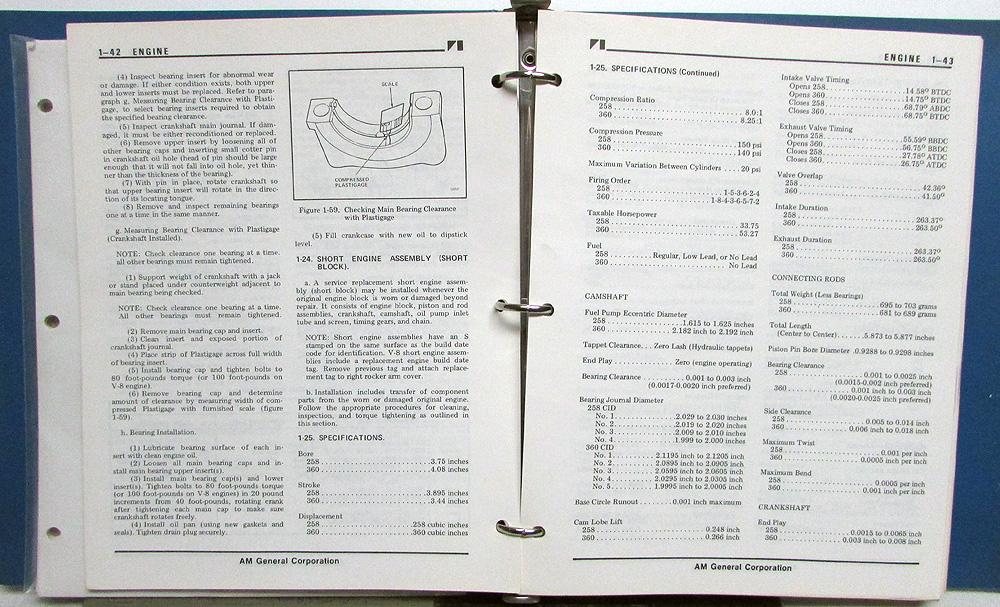 1-42 ENGINE
(4) Inspect bearing insert for abnormal wear
or damage. If either condition exists, both upper
and lower inserts must be replaced. Refer to para-
graph g, Measuring Bearing Clearance with Plasti-
gage, to select bearing inserts required to obtain
the specified bearing clearance.
(5) Inspect crankshaft main journal. If dam-
aged, it must be either reconditioned or replaced.
(6) Remove upper insert by loosening all of
other bearing caps and inserting small cotter pin
in crankshaft oil hole (head of pin should be large
enough that it will not fall into oil hole, yet thin-
ner than the thickness of the bearing).
(7) With pin in place, rotate crankshaft so
that upper bearing insert will rotate in the direc-
tion of its locating tongue.
(8) Remove and inspect remaining bearings
one at a time in the same manner.
g. Measuring Bearing Clearance with Plastigage
(Crankshaft Installed).
NOTE: Check clearance one bearing at a time.
all other bearings must remain tightened.
(1) Support weight of crankshaft with a jack
or stand placed under counterweight adjacent to
main bearing being checked.
NOTE: Check clearance one bearing at a time.
All other bearings must remain tightened.
(2) Remove main bearing cap and insert.
(3) Clean insert and exposed portion of
crankshaft journal.
(4) Place strip of Plastigage across full width
of bearing insert.
(5) Install bearing cap and tighten bolts to
80 foot-pounds torque (or 100 foot-pounds on
V-8 engine).
(6) Remove bearing cap and determine
amount of clearance by measuring width of com-
pressed Plastigage with furnished scale (figure
1-59).
h. Bearing Installation.
(1) Lubricate bearing surface of each in-
sert with clean engine oil.
(2) Loosen all main bearing caps and in-
stall main bearing upper insert(s).
(3) Install main bearing cap(s) and lower
insert(s). Tighten bolts to 80 foot-pounds torque
(or 100 foot-pounds on V-8 engines) in 20 pound
increments from 40 foot-pounds, rotating crank
after tightening each main cap to make sure
crankshaft rotates freely.
(4) Install oil pan (using new gaskets and
seals). Tighten drain plug securely.
SCALE
COMPRESSED
PLASTIGAGE
Figure 1-59. Checking Main Bearing Clearance
with Plastigage
(5) Fill crankcase with new oil to dipstick
level.
1-24. SHORT ENGINE ASSEMBLY (SHORT
BLOCK).
a. A service replacement short engine assem-
bly (short block) may be installed whenever the
original engine block is worn or damaged beyond
repair. It consists of engine block, piston and rod
assemblies, crankshaft, camshaft, oil pump inlet
tube and screen, timing gears, and chain.
NOTE: Short engine assemblies have an S
stamped on the same surface as the build date
code for identification. V-8 short engine assem-
blies include a replacement engine build date
tag. Remove previous tag and attach replace-
ment tag to right rocker arm cover.
b. Installation includes transfer of component
parts from the worn or damaged original engine.
Follow the appropriate procedures for cleaning,
inspection, and torque tightening as outlined in
this section.
1-25. SPECIFICATIONS.
Bore
258 ........ 3.75 inches
360 ........ 4.08 inches
Stroke
258 ........ 3.895 inches
360 ........ 3.44 inches
Displacement
258 ........ 258 cubic inches
360 ........ 360 cubic inches
AM General Corporation
ENGINE 1-43
1-25. SPECIFICATIONS (Continued)
Compression Ratio
258 ........ 8.0:1
360 ........ 8.25:1
Compression Pressure
258 ........ 150 psi
360 ........ 140 psi
Maximum Variation Between Cylinders .... 20 psi
Firing Order
258 ........ 1-5-3-6-2-4
360 ........ 1-8-4-3-6-5-7-2
Taxable Horsepower
258 ........ 33.75
360 ........ 53.27
Fuel
258 ........ Regular, Low Lead, or No Lead
360 ........ No Lead
CAMSHAFT
Fuel Pump Eccentric Diameter
258 ........ 1.615 to 1.625 inches
360 ........ 2.182 to 2.192 inch
Tappet Clearance... Zero Lash (Hydraulic tappets)
End Play ........ Zero (engine operating)
Bearing Clearance ........ 0.001 to 0.003 inch
(0.0017-0.0020 inch preferred)
Bearing Journal Diameter
258 CID
No. 1 ........ 2.029 to 2.030 inches
No. 2 ........ 2.019 to 2.020 inches
No. 3 ........ 2.009 to 2.010 inches
No. 4 ........ 1.999 to 2.000 inches
360 CID
No. 1 ........ 2.1195 inch to 2.1205 inch
No. 2 ........ 2.0895 inch to 2.0905 inch
No. 3 ........ 2.0595 inch to 2.0605 inch
No. 4 ........ 2.0295 inch to 2.0305 inch
No. 5 ........ 1.9995 inch to 2.0005 inch
Base Circle Runout ........ 0.001 inch maximum
Cam Lobe Lift
258 ........ 0.248 inch
360 ........ 0.266 inch
Intake Valve Timing
Opens 258 ........ 14.58° BTDC
Opens 360 ........ 14.75° BTDC
Closes 258 ........ 68.79° ABDC
Closes 360 ........ 68.75° BTDC
Exhaust Valve Timing
Opens 258 ........ 55.59° BBDC
Opens 360 ........ 56.75° BBDC
Closes 258 ........ 27.78° ATDC
Closes 360 ........ 26.75° ATDC
Valve Overlap
258 ........ 42.36°
360 ........ 41.50°
Intake Duration
258 ........ 263.37°
360 ........ 263.50°
Exhaust Duration
258 ........ 263.37°
360 ........ 263.50°
CONNECTING RODS
Total Weight (Less Bearings)
258 ........ 695 to 703 grams
360 ........ 681 to 689 grams
Total Length
(Center to Center) ........ 5.873 to 5.877 inches
Piston Pin Bore Diameter .0.9288 to 0.9298 inches
Bearing Clearance
258 ........ 0.001 to 0.0025 inch
(0.0015-0.002 inch preferred)
360 ........ 0.001 inch to 0.003 inch
(0.0020-0.0025 inch preferred)
Side Clearance
258 ........ 0.005 to 0.014 inch
360 ........ 0.006 inch to 0.018 inch
Maximum Twist
258 ........ 0.001 per inch
360 ........ 0.0005 inch per inch
Maximum Bend
258 ........ 0.0005 per inch
360 ........ 0.001 inch per inch
CRANKSHAFT
End Play
258 ........ 0.0015 to 0.0065 inch
360 ........ 0.003 inch to 0.008 inch
AM General Corporation